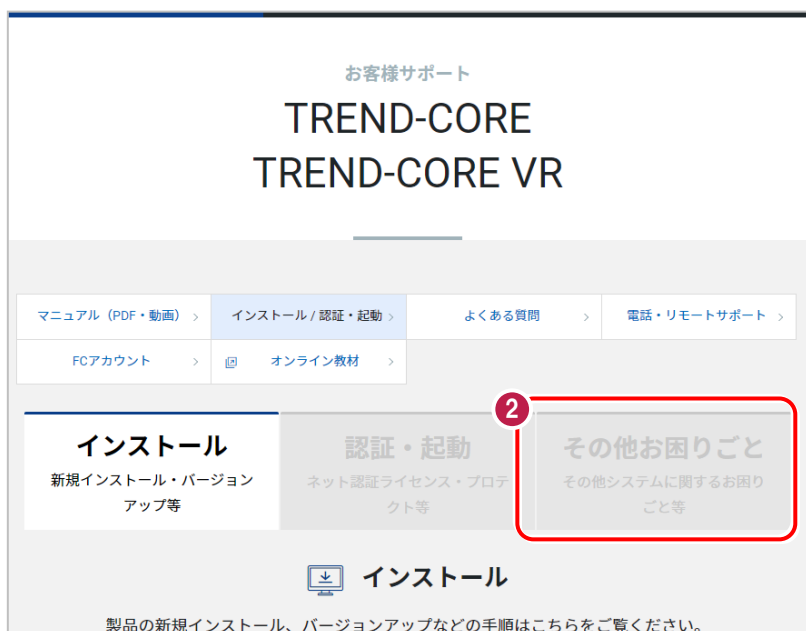 お客様サポート
TREND-CORE
TREND-CORE VR
マニュアル（PDF・動画）
インストール / 認証・起動
よくある質問
電話・リモートサポート
FCアカウント
オンライン教材
2
インストール
新規インストール・バージョン
アップ等
認証・起動
ネット認証ライセンス・プロテ
クト等
その他お困りごと
その他システムに関するお困り
ごと等
インストール
製品の新規インストール、バージョンアップなどの手順はこちらをご覧ください。